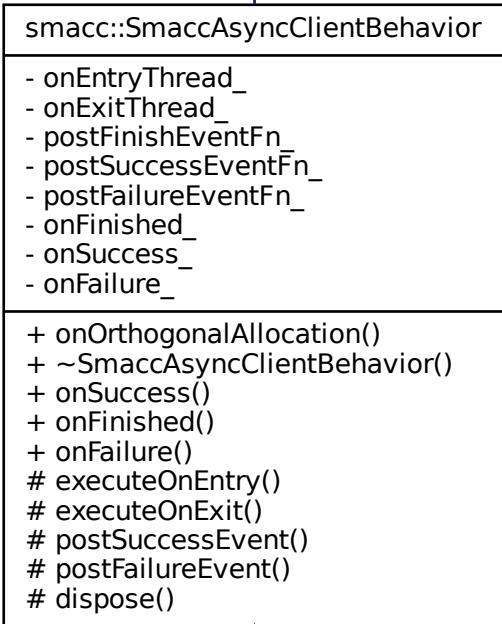 smacc::SmaccAsyncClientBehavior
- onEntryThread_
- onExitThread_
- postFinishEventFn_
- postSuccessEventFn_
- postFailureEventFn_
- onFinished_
- onSuccess_
- onFailure_
+ onOrthogonalAllocation()
+ ~SmaccAsyncClientBehavior()
+ onSuccess()
+ onFinished()
+ onFailure()
# executeOnEntry()
# executeOnExit()
# postSuccessEvent()
# postFailureEvent()
# dispose()